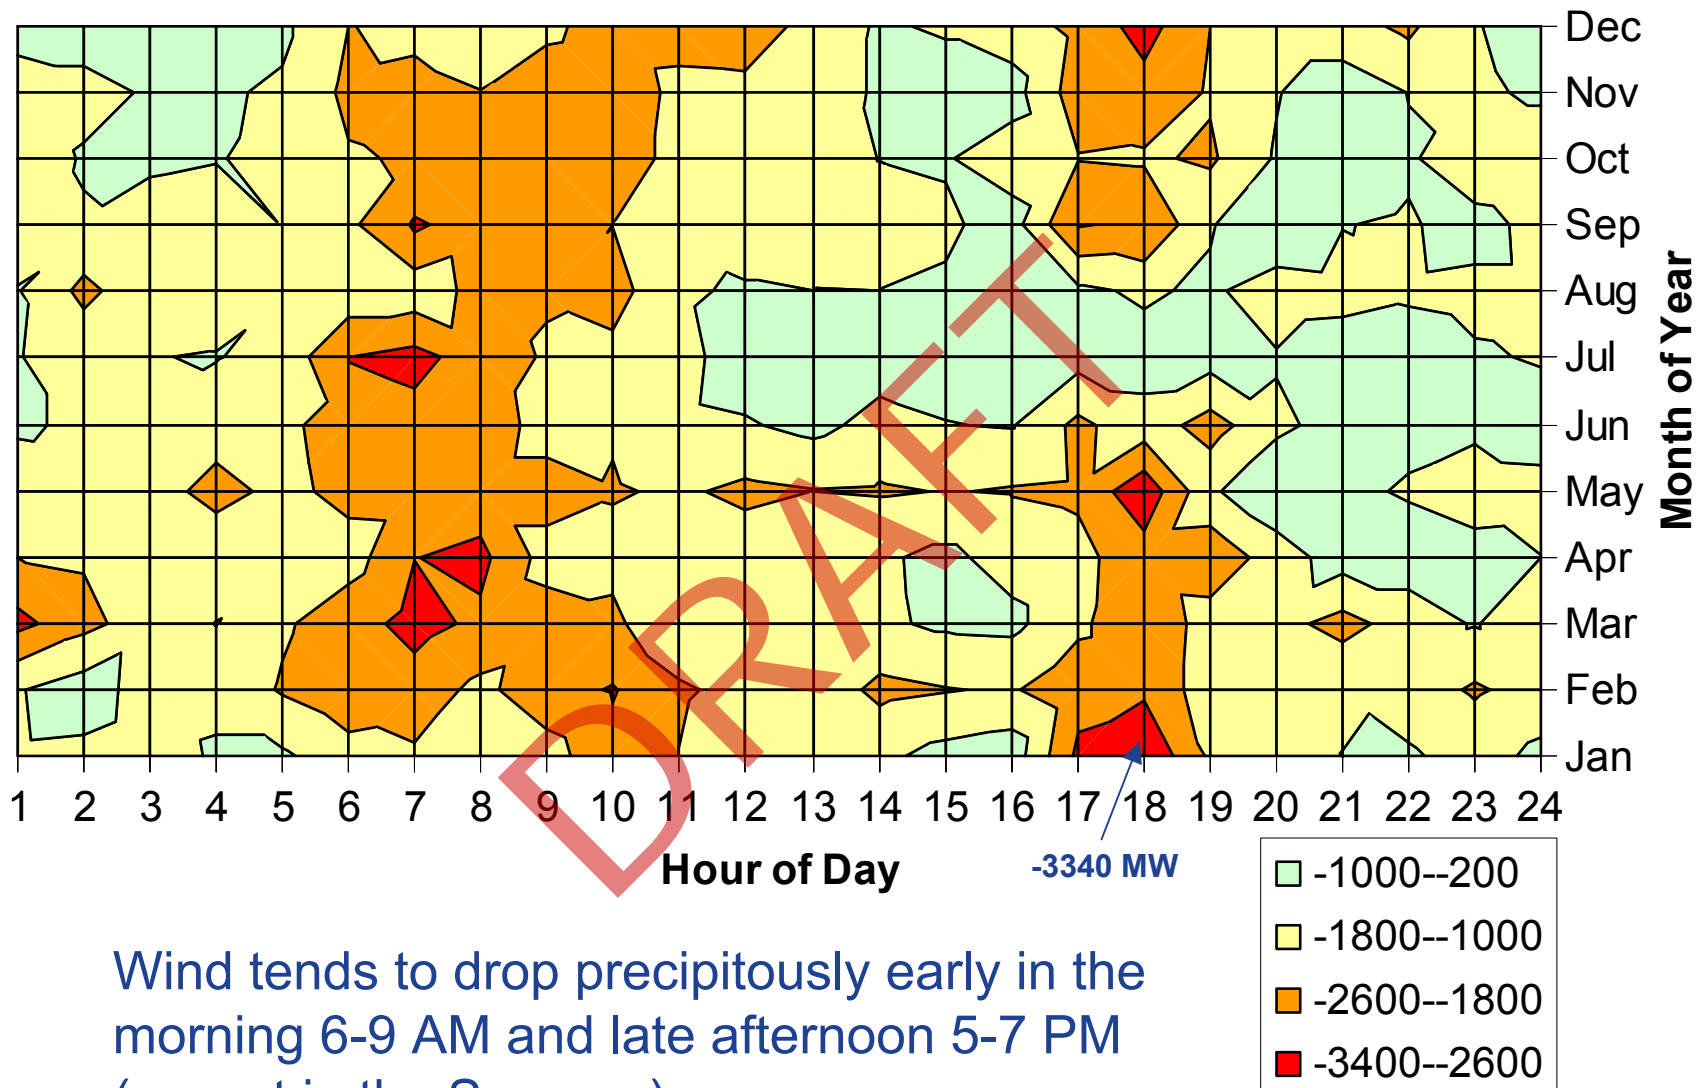 Dec
Nov
Oct
Sep
Aug
Jul
Jun
May
Apr
Mar
Feb
Jan
Month of Year
1 2 3 4 5 6 7 8 9 10 11 12 13 14 15 16 17 18 19 20 21 22 23 24
Hour of Day
-3340 MW
DRAFT
-1000--200
-1800--1000
-2600--1800
-3400--2600
Wind tends to drop precipitously early in the
morning 6-9 AM and late afternoon 5-7 PM